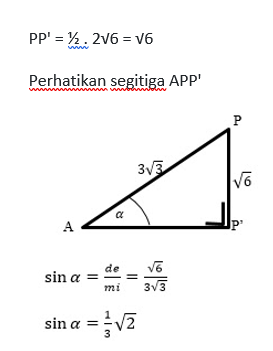 PP' = ½ . 2√6 = √6
Perhatikan segitiga APP'
P
3√3
√6
α
A
P'
sin α = de/mi = √6/3√3
sin α = 1/3 √2